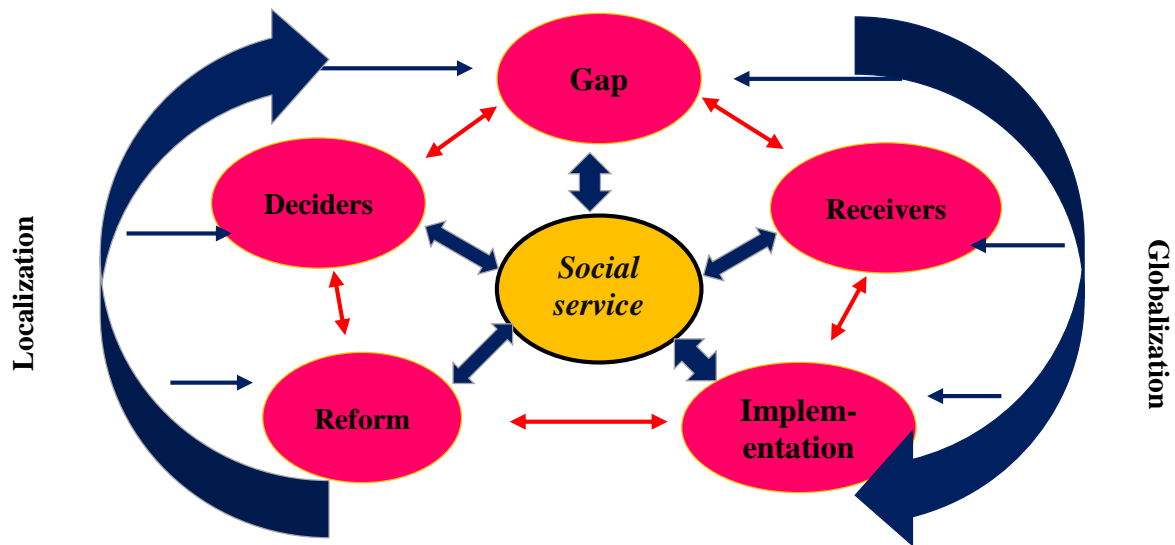 Gap
Deciders
Receivers
Social
service
Localization
Globalization
Reform
Implem-
entation